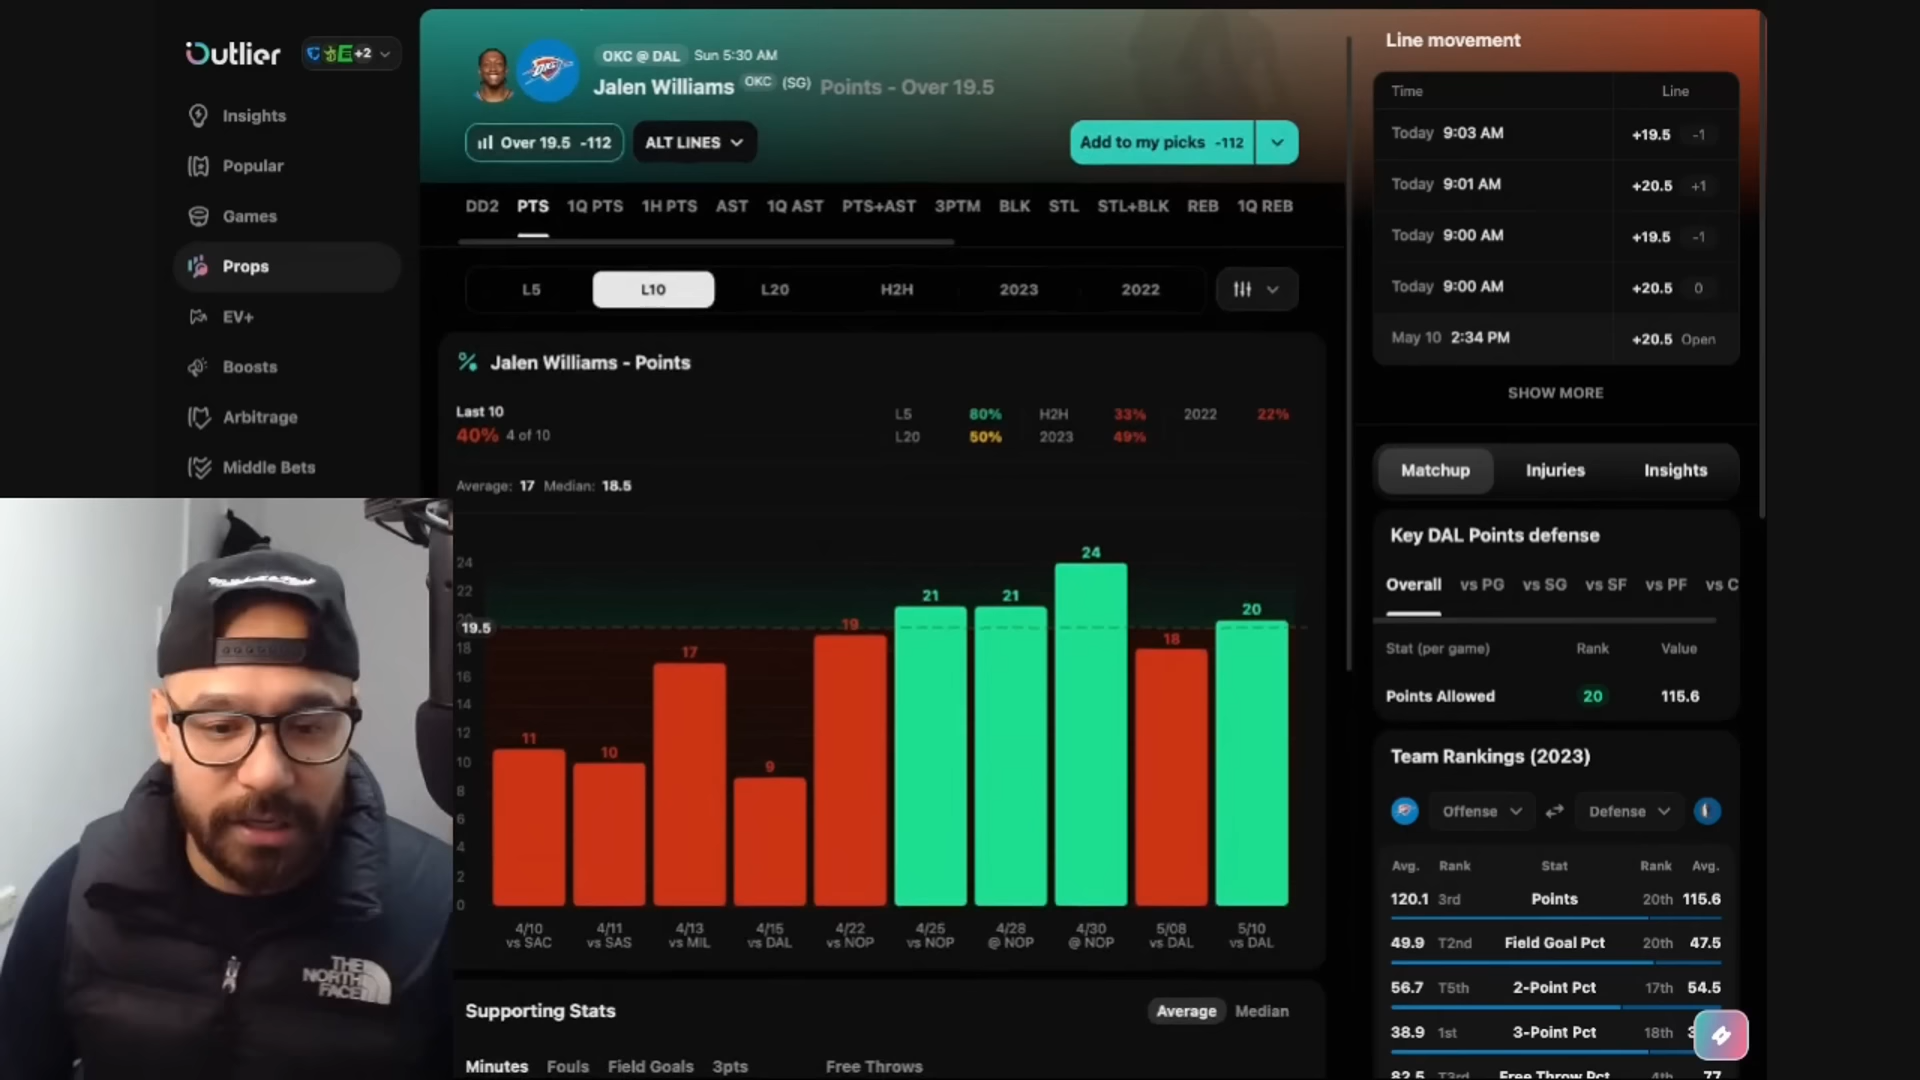 Outlier
+2
Insights
Popular
Games
Props
EV+
Boosts
Arbitrage
Middle Bets
OKC @ DAL Sun 5:30 AM
Jalen Williams OKC (SG) Points - Over 19.5
Over 19.5 -112
ALT LINES
Add to my picks -112
DD2 PTS 1Q PTS 1H PTS AST 1Q AST PTS+AST 3PTM BLK STL STL+BLK REB 1Q REB
L5 L10 L20 H2H 2023 2022
Jalen Williams - Points
Last 10
40% 4 of 10
L5 80% H2H 33% 2022 22%
L20 50% 2023 49%
Average: 17 Median: 18.5
24
22
19.5
18
16
14
12
10
8
6
4
2
0
11
10
17
9
19
21
21
24
18
20
4/10 vs SAC
4/11 vs SAS
4/13 vs MIL
4/15 vs DAL
4/22 vs NOP
4/25 vs NOP
4/28 @ NOP
4/30 @ NOP
5/08 vs DAL
5/10 vs DAL
Supporting Stats
Average Median
Minutes Fouls Field Goals 3pts Free Throws
Line movement
Time Line
Today 9:03 AM +19.5 -1
Today 9:01 AM +20.5 +1
Today 9:00 AM +19.5 -1
Today 9:00 AM +20.5 0
May 10 2:34 PM +20.5 Open
SHOW MORE
Matchup Injuries Insights
Key DAL Points defense
Overall vs PG vs SG vs SF vs PF vs C
Stat (per game) Rank Value
Points Allowed 20 115.6
Team Rankings (2023)
Offense Defense
Avg. Rank Stat Rank Avg.
120.1 3rd Points 20th 115.6
49.9 T2nd Field Goal Pct 20th 47.5
56.7 T5th 2-Point Pct 17th 54.5
38.9 1st 3-Point Pct 18th
82.5 T3rd Free Throw Pct 4th 77
THE
NORTH
FACE